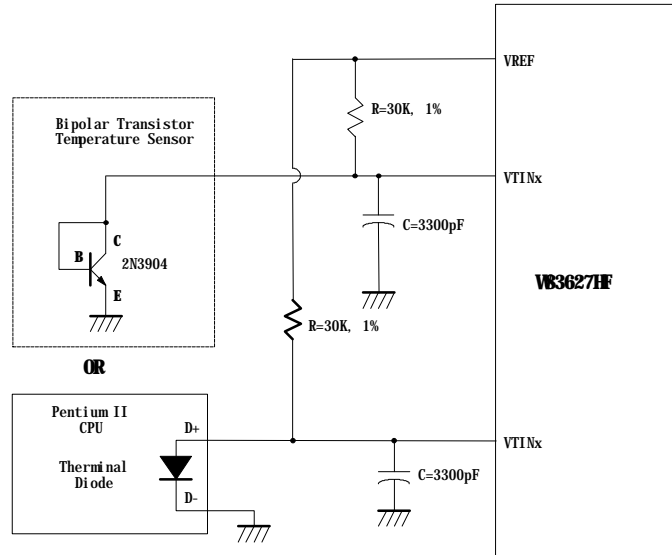 VREF
R=30K, 1%
Bipolar Transistor
Temperature Sensor
VTINx
C=3300pF
C
B
2N3904
E
W83627HF
R=30K, 1%
OR
Pentium II
CPU
D+
VTINx
Therminal
Diode
C=3300pF
D-